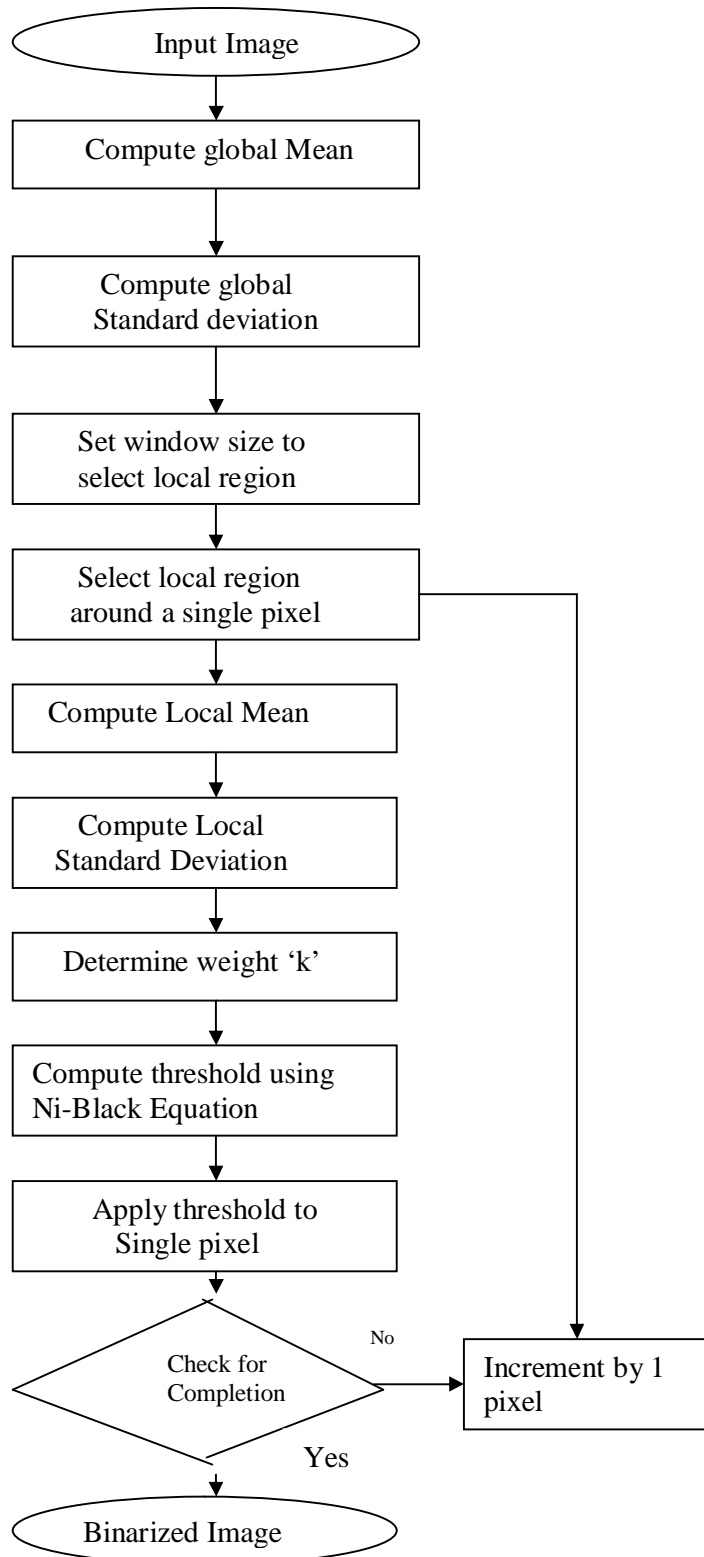 Input Image
Compute global Mean
Compute global
Standard deviation
Set window size to
select local region
Select local region
around a single pixel
Compute Local Mean
Compute Local
Standard Deviation
Determine weight ‘k’
Compute threshold using
Ni-Black Equation
Apply threshold to
Single pixel
Check for
Completion
No
Increment by 1
pixel
Yes
Binarized Image